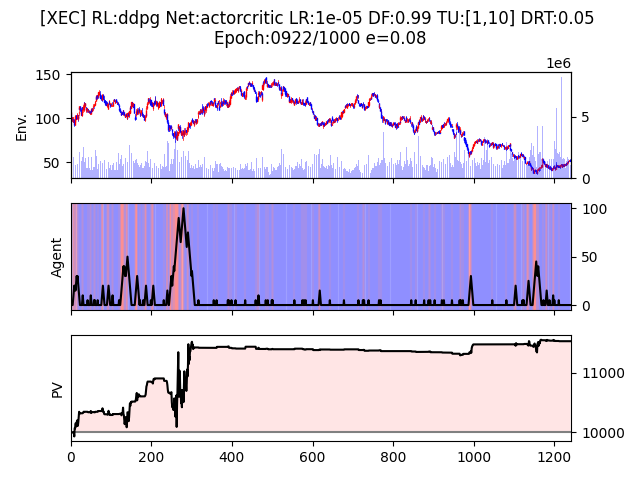 [XEC] RL:ddpg Net:actorcritic LR:1e-05 DF:0.99 TU:[1,10] DRT:0.05
Epoch:0922/1000 e=0.08
1e6
150
100
50
Env.
5
0
Agent
100
50
0
PV
11000
10000
0 200 400 600 800 1000 1200